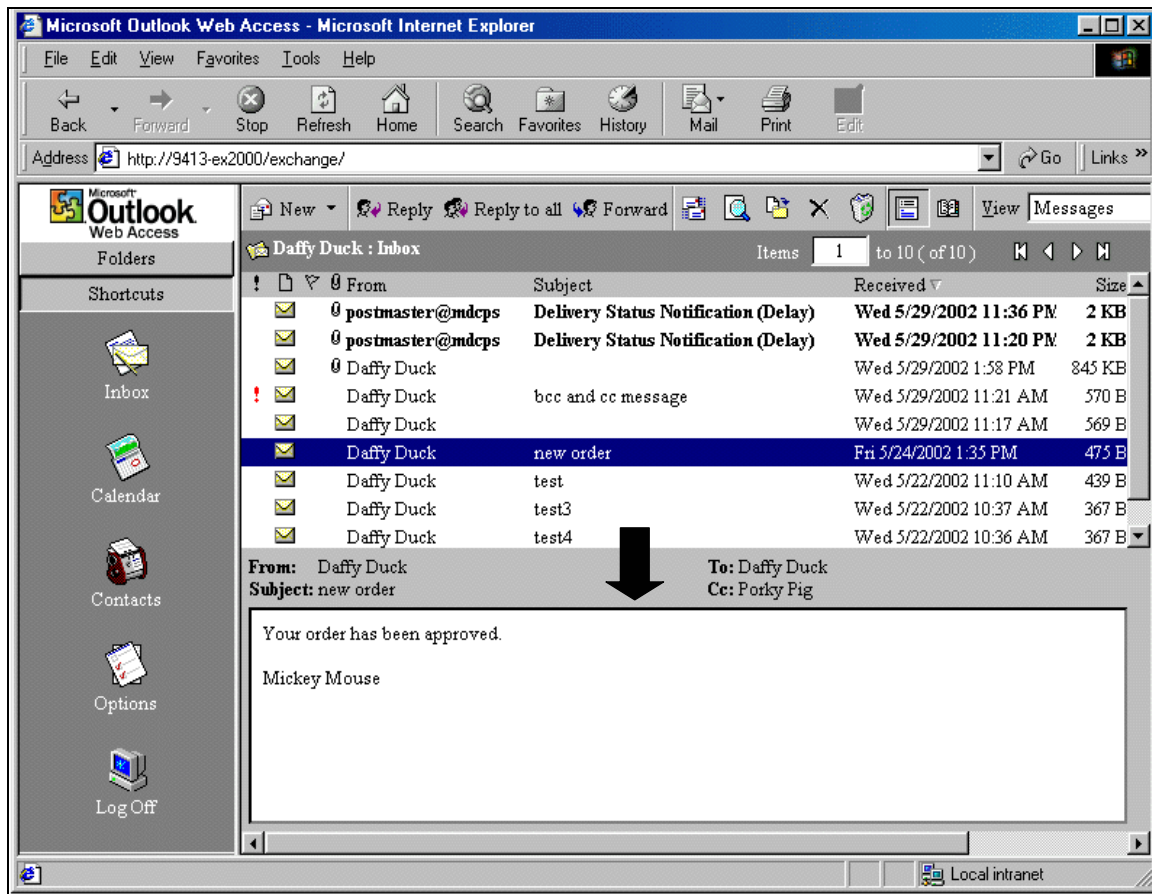 Microsoft Outlook Web Access - Microsoft Internet Explorer
File Edit View Favorites Tools Help
Back Forward Stop Refresh Home Search Favorites History Mail Print Edit
Address http://9413-ex2000/exchange/ Go Links »
Microsoft Outlook Web Access
New Reply Reply to all Forward View Messages
Folders
Daffy Duck : Inbox Items 1 to 10 ( of 10 )
Shortcuts
! From Subject Received Size
postmaster@mdcps Delivery Status Notification (Delay) Wed 5/29/2002 11:36 PM 2 KB
postmaster@mdcps Delivery Status Notification (Delay) Wed 5/29/2002 11:20 PM 2 KB
Daffy Duck Wed 5/29/2002 1:58 PM 845 KB
! Daffy Duck bcc and cc message Wed 5/29/2002 11:21 AM 570 B
Daffy Duck Wed 5/29/2002 11:17 AM 569 B
Daffy Duck new order Fri 5/24/2002 1:35 PM 475 B
Daffy Duck test Wed 5/22/2002 11:10 AM 439 B
Daffy Duck test3 Wed 5/22/2002 10:37 AM 367 B
Daffy Duck test4 Wed 5/22/2002 10:36 AM 367 B
Inbox
Calendar
Contacts
Options
Log Off
From: Daffy Duck To: Daffy Duck
Subject: new order Cc: Porky Pig
Your order has been approved.
Mickey Mouse
Local intranet